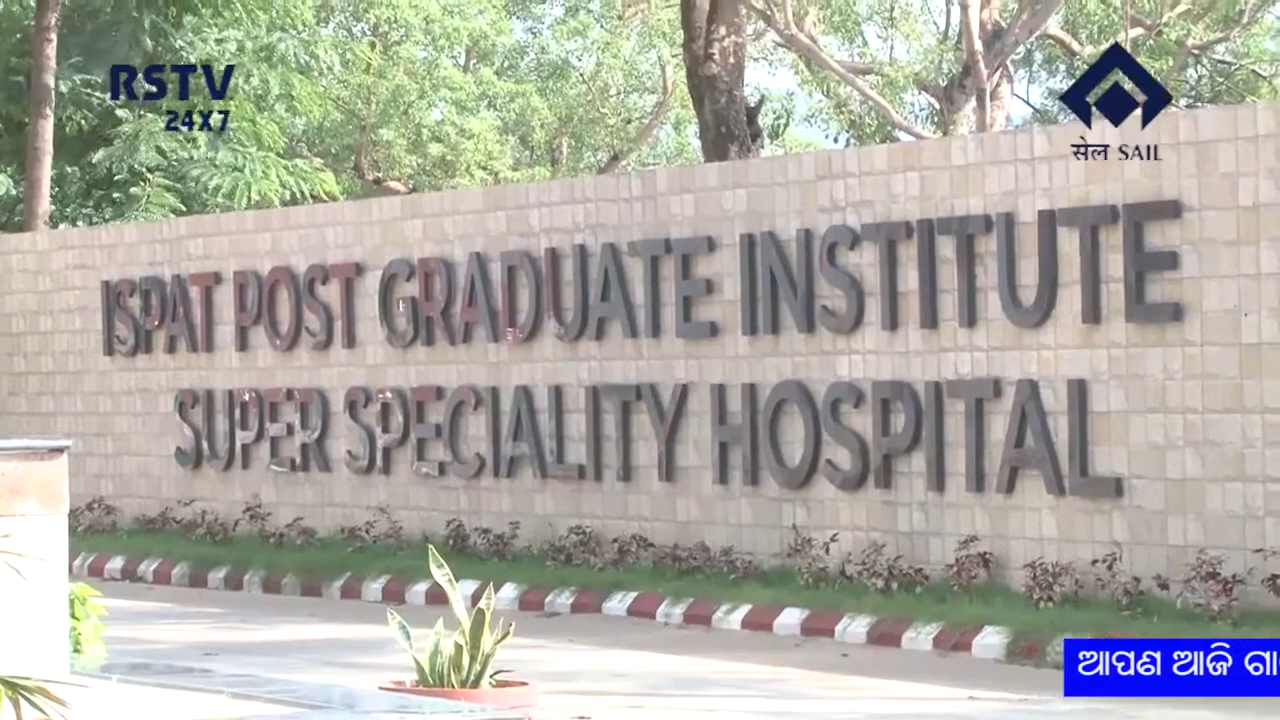 RSTV
24X7
सेल SAIL
ISPAT POST GRADUATE INSTITUTE
SUPER SPECIALITY HOSPITAL
ଆପଣ ଆଜି